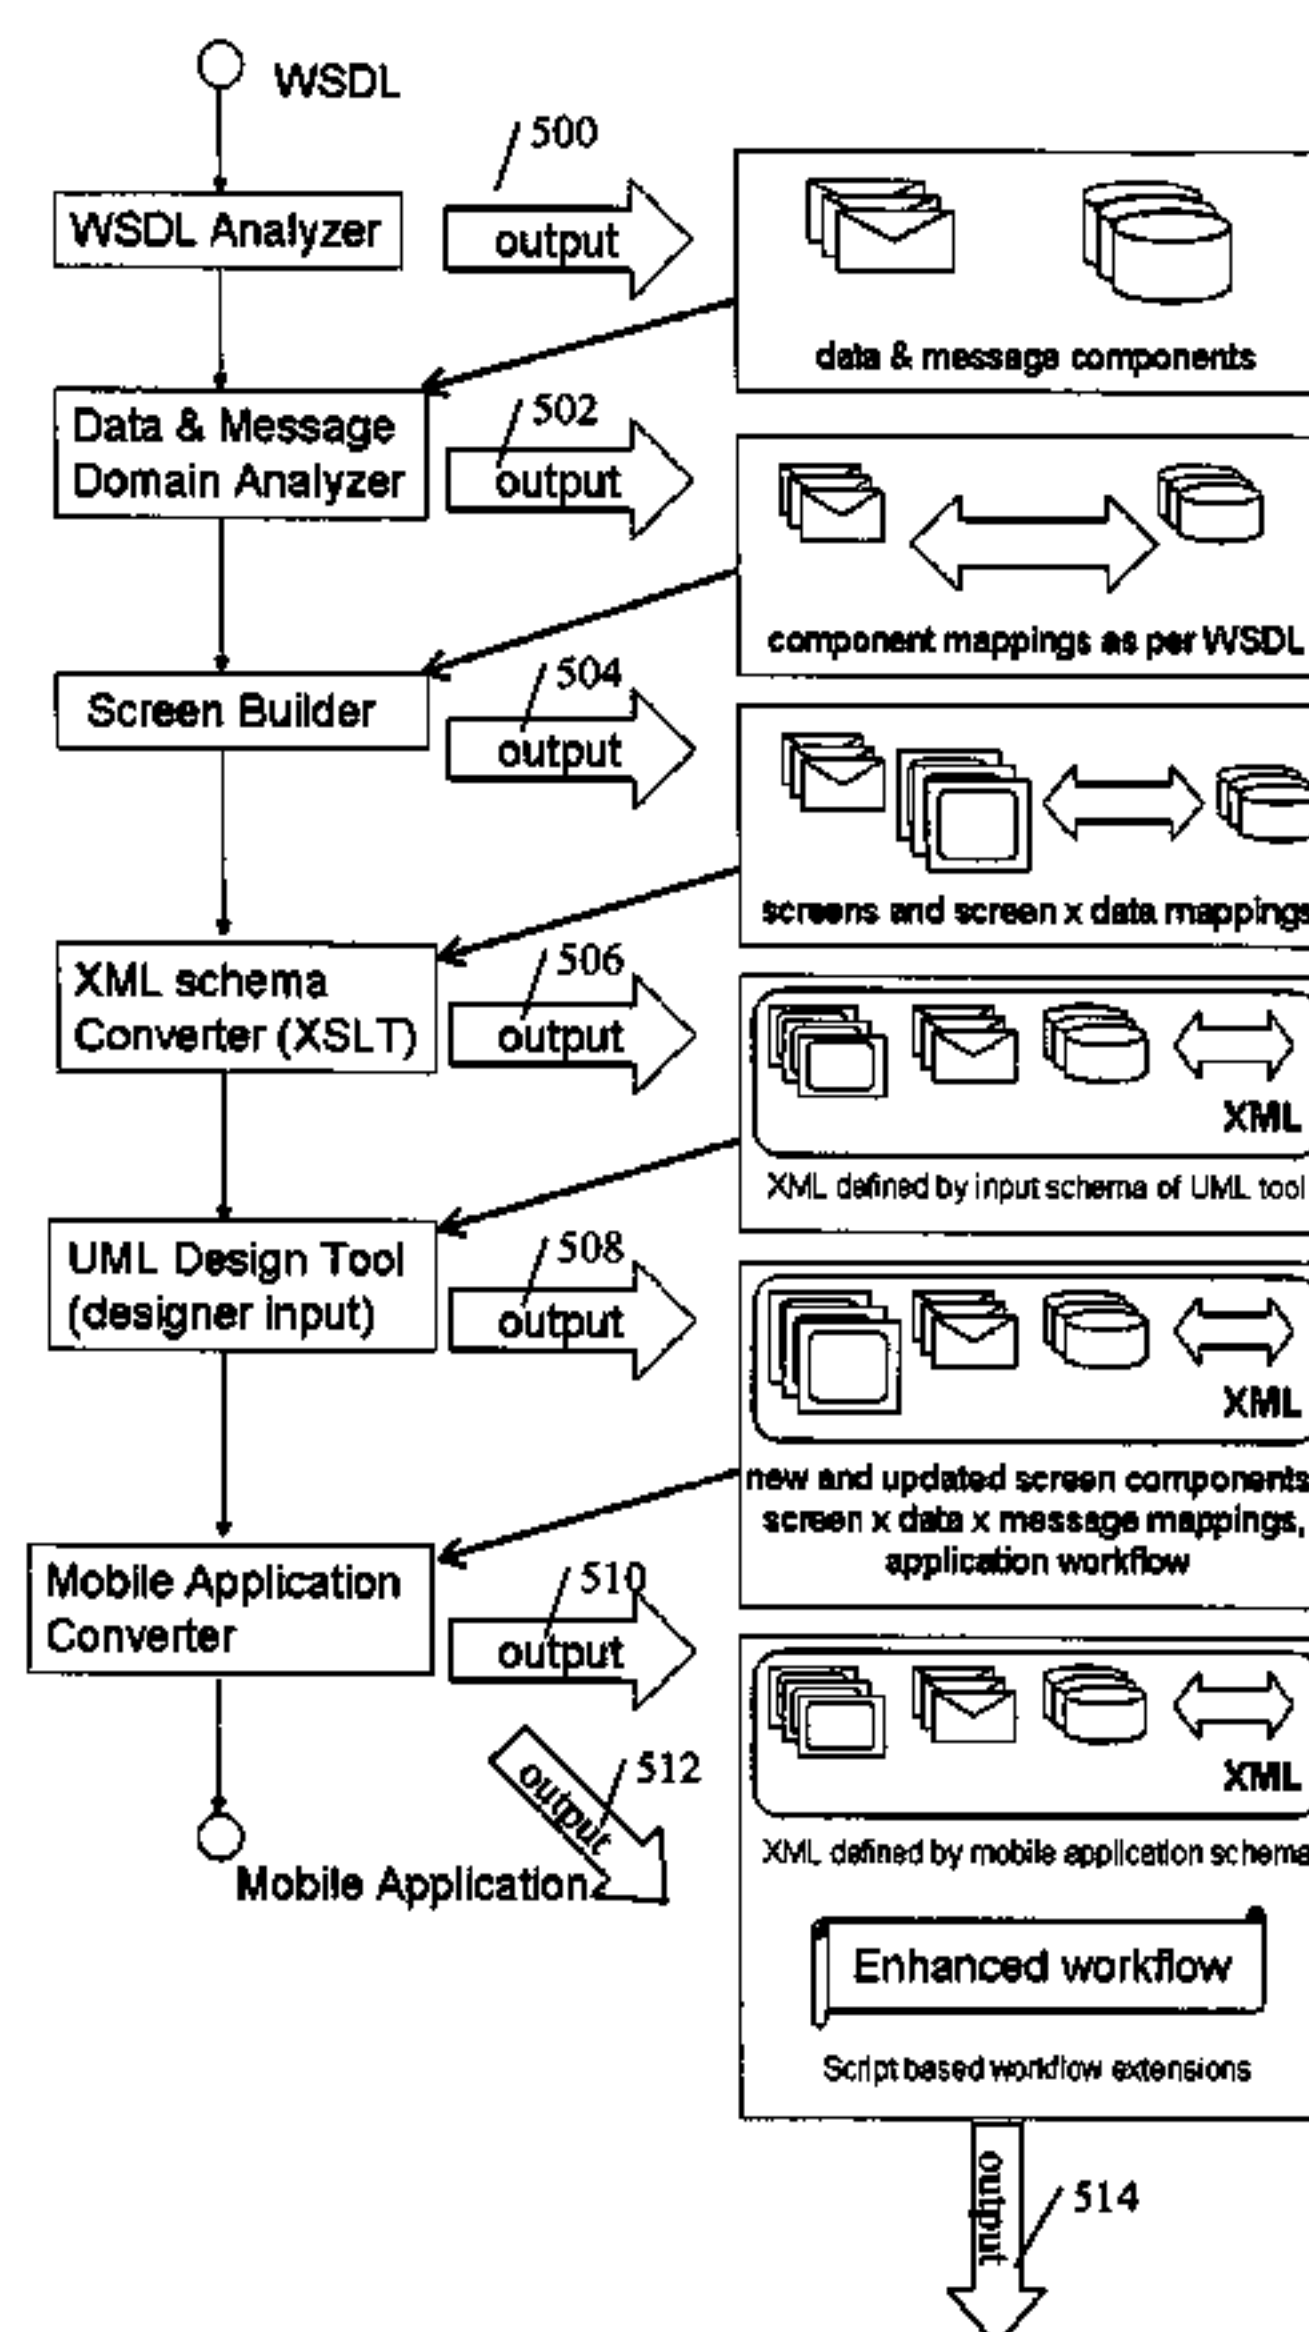 WSDL
500
WSDL Analyzer
output
data & message components
502
Data & Message
Domain Analyzer
output
component mappings as per WSDL
504
Screen Builder
output
screens and screen x data mappings
506
XML schema
Converter (XSLT)
output
XML
XML defined by input schema of UML tool
508
UML Design Tool
(designer input)
output
XML
new and updated screen components
screen x data x message mappings,
application workflow
510
Mobile Application
Converter
output
XML
XML defined by mobile application schema
512
output
Mobile Application
Enhanced workflow
Script based workflow extensions
output
514